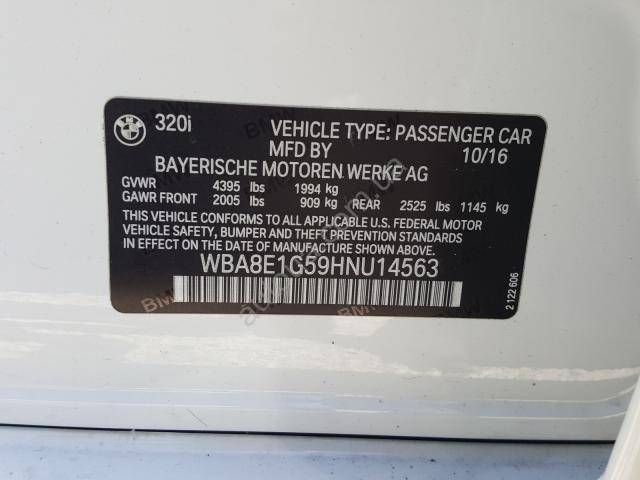 BMW
320i
VEHICLE TYPE: PASSENGER CAR
MFD BY 10/16
BAYERISCHE MOTOREN WERKE AG
GVWR 4395 lbs 1994 kg
GAWR FRONT 2005 lbs 909 kg REAR 2525 lbs 1145 kg
THIS VEHICLE CONFORMS TO ALL APPLICABLE U.S. FEDERAL MOTOR
VEHICLE SAFETY, BUMPER AND THEFT PREVENTION STANDARDS IN
EFFECT ON THE DATE OF MANUFACTURE SHOWN ABOVE.
WBA8E1G59HNU14563
2 122 606